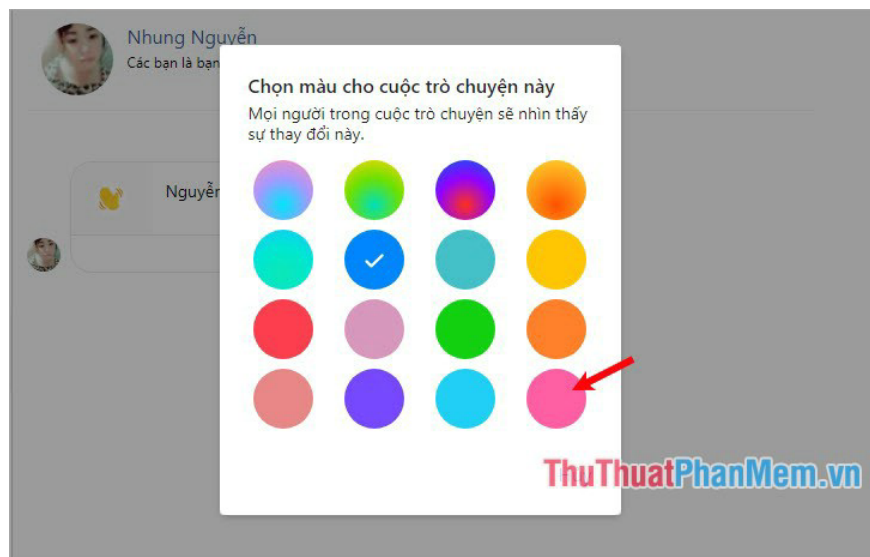 Nhung Nguyễn
Các bạn là bạn
Chọn màu cho cuộc trò chuyện này
Mọi người trong cuộc trò chuyện sẽ nhìn thấy
sự thay đổi này.
Nguyễn
ThuThuatPhanMem.vn